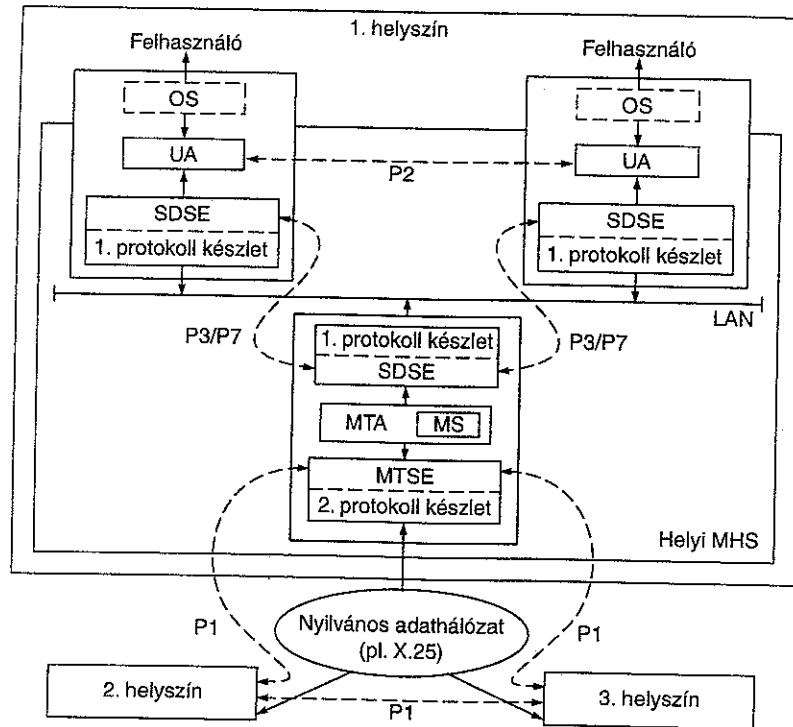 1. helyszín
Felhasználó
Felhasználó
OS
OS
UA
UA
P2
SDSE
1. protokoll készlet
SDSE
1. protokoll készlet
LAN
P3/P7
P3/P7
1. protokoll készlet
SDSE
MTA
MS
MTSE
2. protokoll készlet
Helyi MHS
P1
P1
Nyilvános adathálózat
(pl. X.25)
2. helyszín
P1
3. helyszín